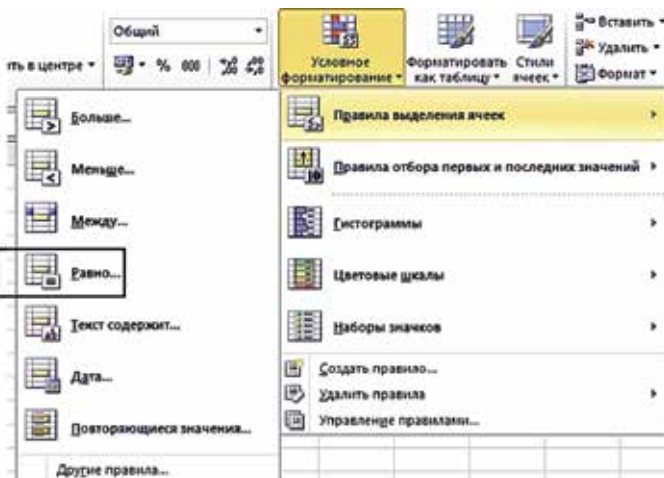 Общий
ть в центре
% 000
Условное форматирование
Форматировать как таблицу
Стили ячеек
Вставить
Удалить
Формат
Больше...
Меньше...
Между...
Равно...
Текст содержит...
Дата...
Повторяющиеся значения...
Другие правила...
Правила выделения ячеек
Правила отбора первых и последних значений
Гистограммы
Цветовые шкалы
Наборы значков
Создать правило...
Удалить правила
Управление правилами...